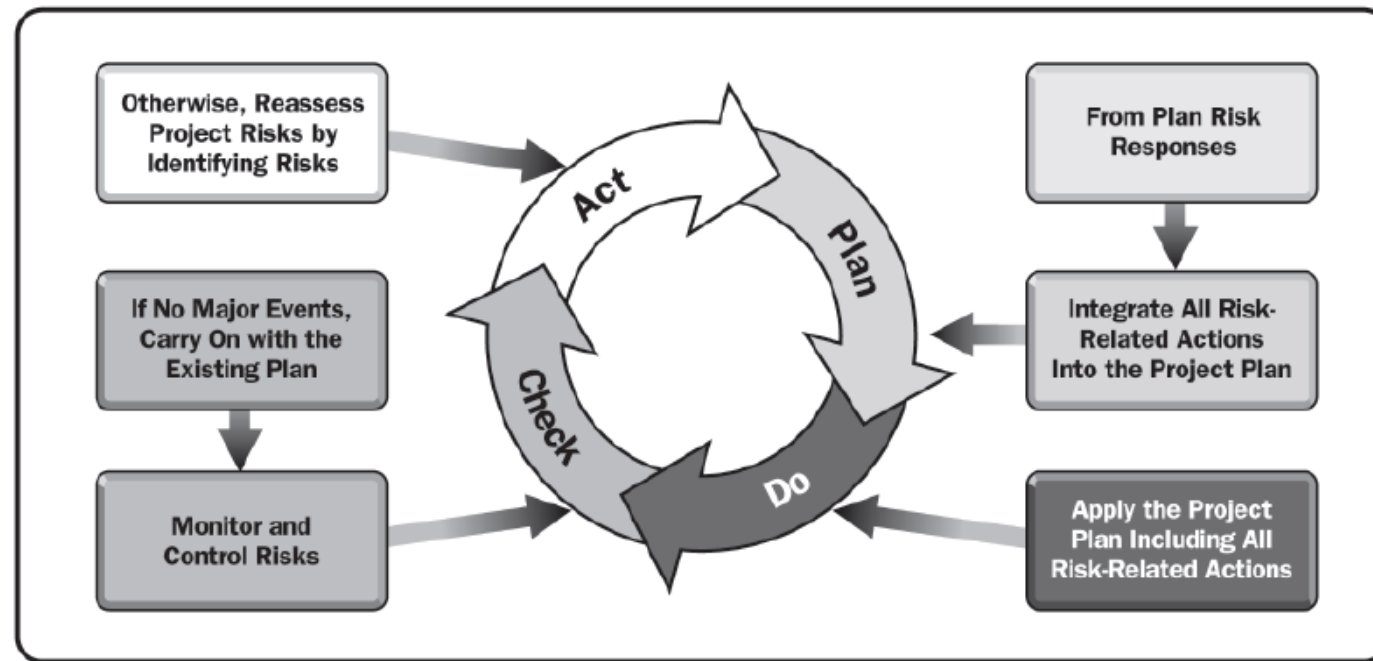 Otherwise, Reassess
Project Risks by
Identifying Risks
From Plan Risk
Responses
Act
Plan
If No Major Events,
Carry On with the
Existing Plan
Integrate All Risk-
Related Actions
Into the Project Plan
Check
Do
Monitor and
Control Risks
Apply the Project
Plan Including All
Risk-Related Actions